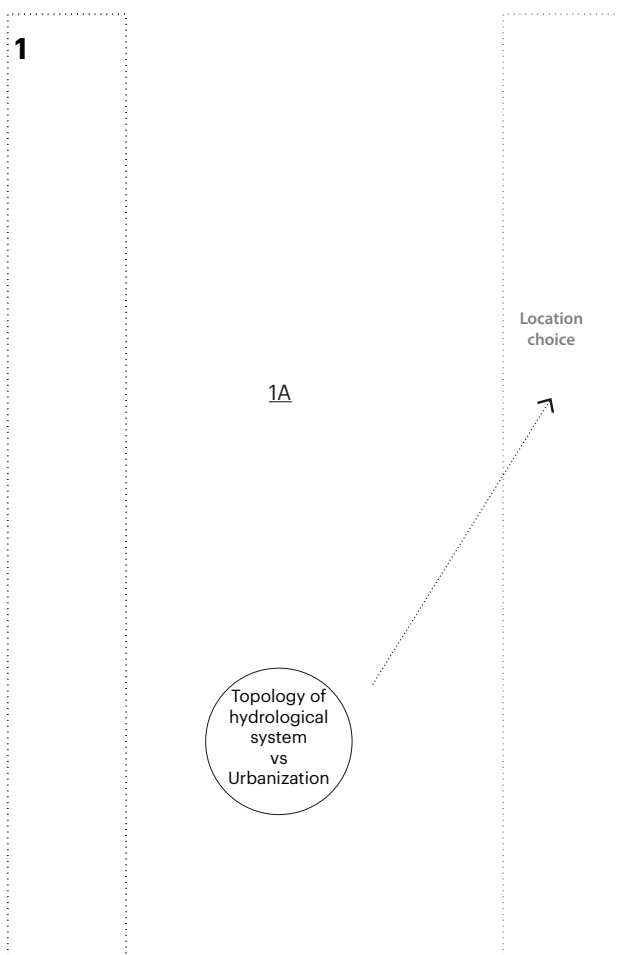 1
Location
choice
1A
Topology of
hydrological
system
vs
Urbanization